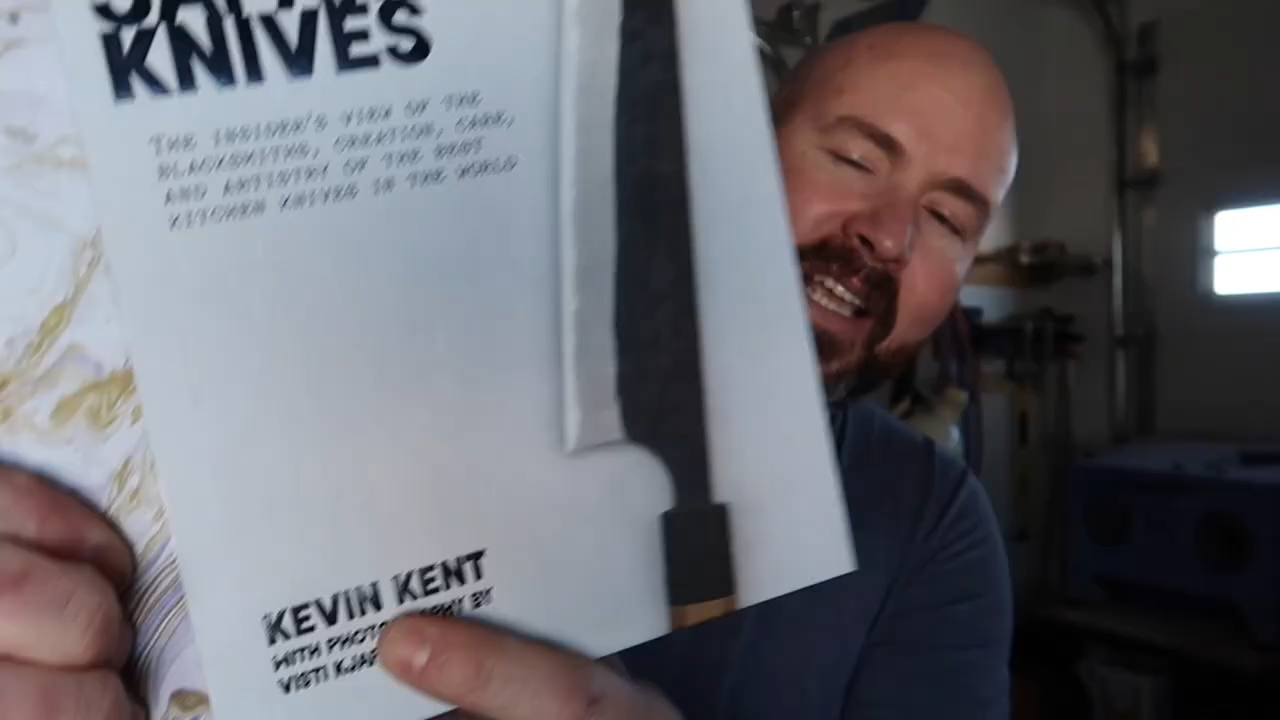 KNIVES
THE INSIDER'S VIEW OF THE
BLACKSMITHS, CREATION, CARE,
AND ARTISTRY OF THE BEST
KITCHEN KNIVES IN THE WORLD
KEVIN KENT
WITH BY
VISTI